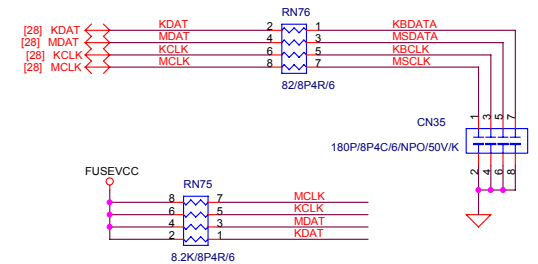 RN76
[28] KDAT KDAT 2 1 KBDATA
[28] MDAT MDAT 4 3 MSDATA
[28] KCLK KCLK 6 5 KBCLK
[28] MCLK MCLK 8 7 MSCLK
82/8P4R/6
CN35
1 3 5 7
180P/8P4C/6/NPO/50V/K
2 4 6 8
FUSEVCC
RN75
8 7 MCLK
6 5 KCLK
4 3 MDAT
2 1 KDAT
8.2K/8P4R/6